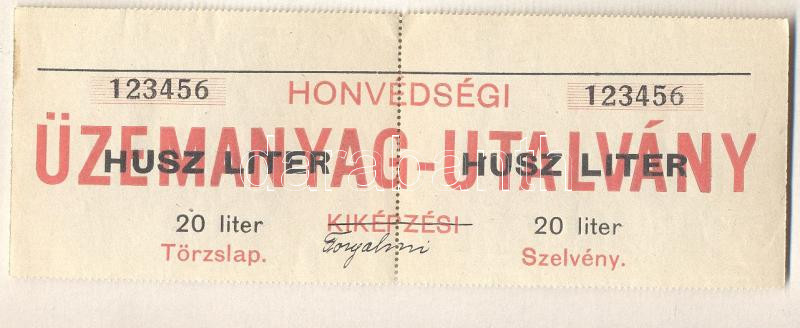 123456 HONVÉDSÉGI 123456
ÜZEMANYAG-UTALVÁNY
HUSZ LITER HUSZ LITER
20 liter KIKÉPZÉSI 20 liter
Törzslap. Forgalmi Szelvény.